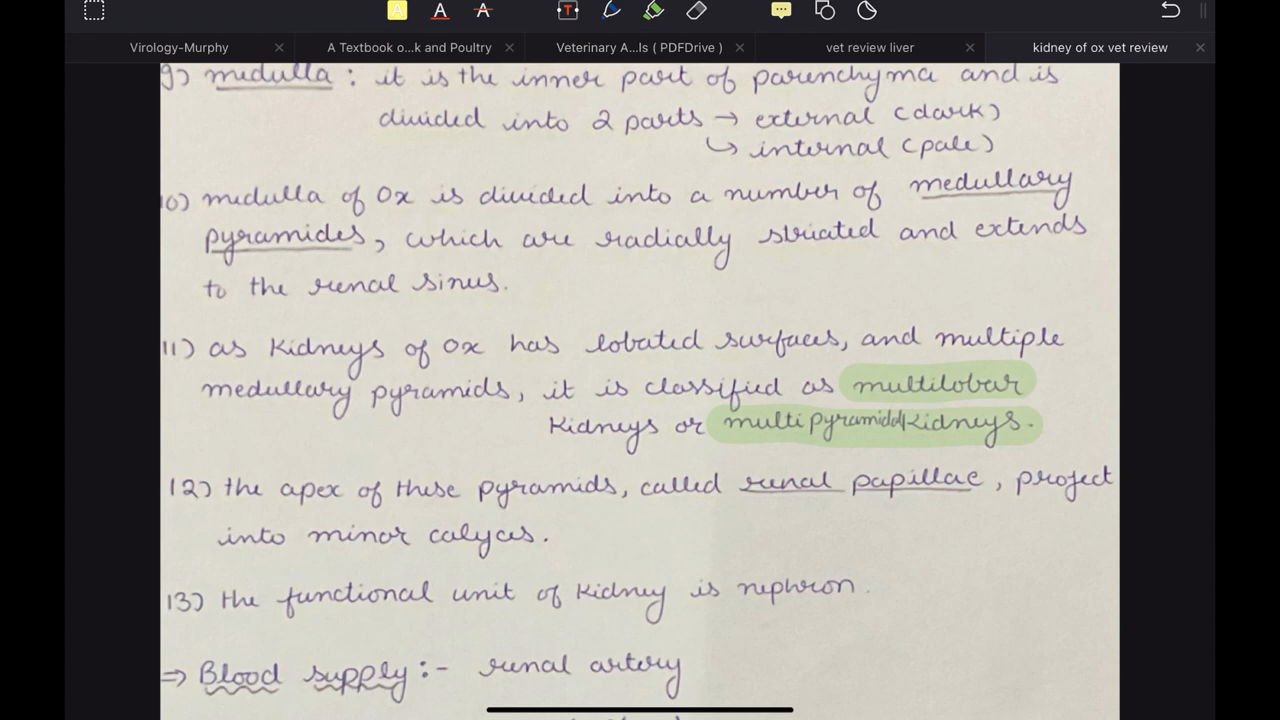 A A A T
Virology-Murphy × A Textbook o...k and Poultry × Veterinary A...ls ( PDFDrive ) × vet review liver × kidney of ox vet review ×
9) medulla : it is the inner part of parenchyma and is
divided into 2 parts → external (dark)
↳ internal (pale)
10) medulla of Ox is divided into a number of medullary
pyramides, which are radially striated and extends
to the renal sinus.
11) as Kidneys of Ox has lobated surfaces, and multiple
medullary pyramids, it is classified as multilobar
Kidneys or multipyramidal Kidneys.
12) the apex of these pyramids, called renal papillae, project
into minor calyces.
13) the functional unit of Kidney is nephron.
⇒ Blood supply :- renal artery